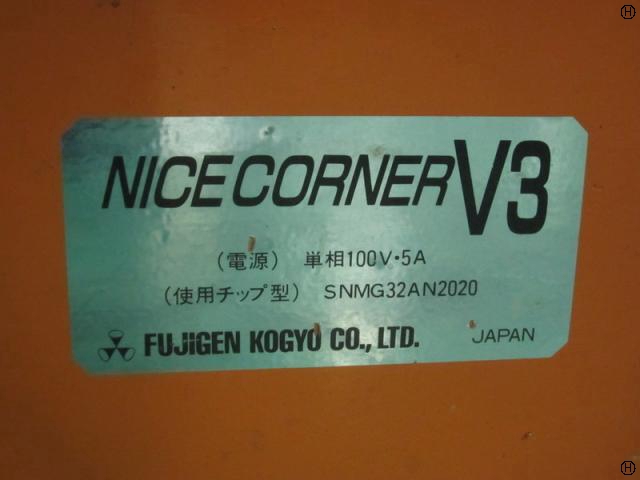 NICE CORNER V3
(電源) 単相100V・5A
(使用チップ型) SNMG32AN2020
FUJIGEN KOGYO CO., LTD. JAPAN
H
H